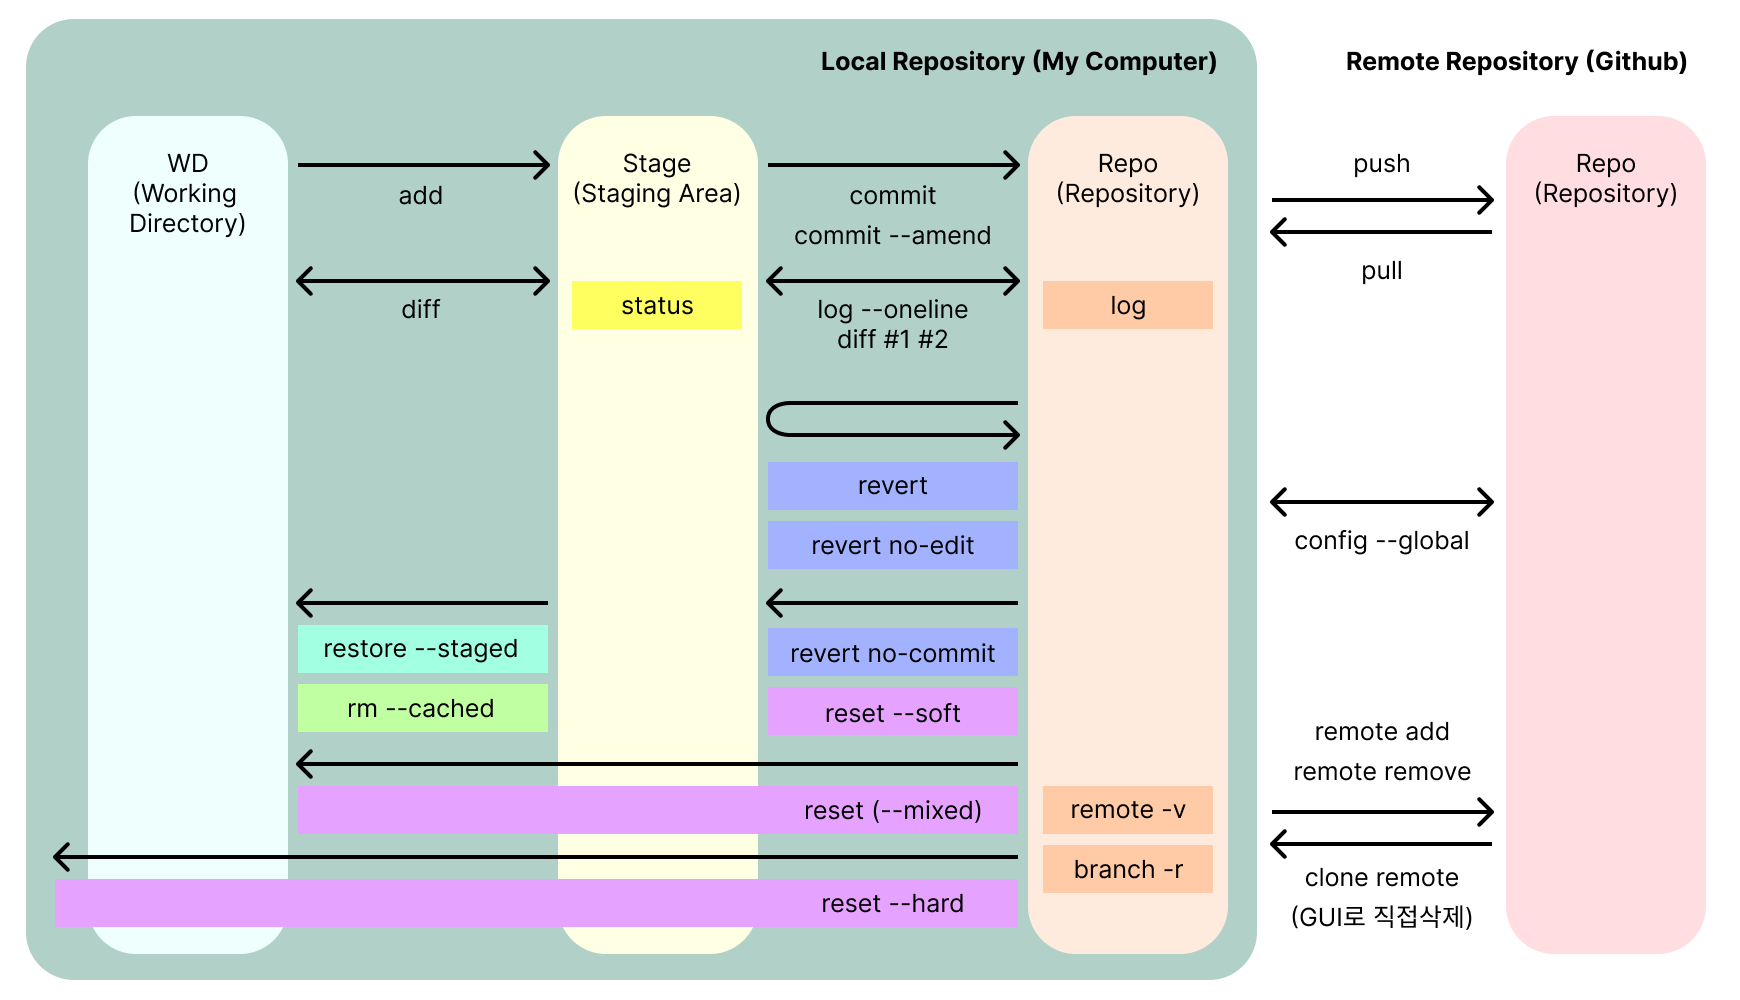 Local Repository (My Computer)
Remote Repository (Github)
WD
(Working
Directory)
add
Stage
(Staging Area)
commit
commit --amend
Repo
(Repository)
push
pull
Repo
(Repository)
diff
status
log --oneline
diff #1 #2
log
revert
revert no-edit
config --global
restore --staged
rm --cached
revert no-commit
reset --soft
remote add
remote remove
reset (--mixed)
remote -v
branch -r
reset --hard
clone remote
(GUI로 직접삭제)